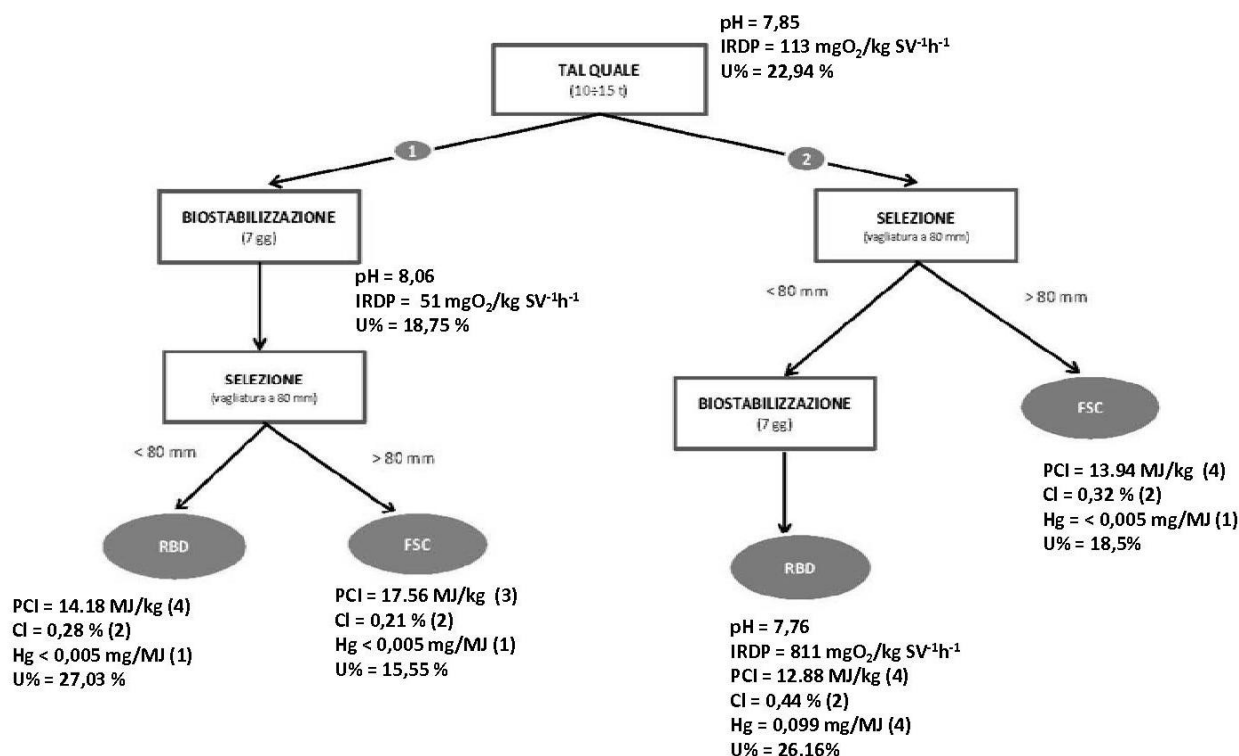 pH = 7,85
IRDP = 113 mgO₂/kg SV⁻¹h⁻¹
U% = 22,94 %
TAL QUALE
(10÷15 t)
1
2
BIOSTABILIZZAZIONE
(7 gg)
SELEZIONE
(vagliatura a 80 mm)
pH = 8,06
IRDP = 51 mgO₂/kg SV⁻¹h⁻¹
U% = 18,75 %
< 80 mm
> 80 mm
SELEZIONE
(vagliatura a 80 mm)
BIOSTABILIZZAZIONE
(7 gg)
FSC
< 80 mm
> 80 mm
PCI = 13.94 MJ/kg (4)
Cl = 0,32 % (2)
Hg = < 0,005 mg/MJ (1)
U% = 18,5%
RBD
FSC
RBD
PCI = 14.18 MJ/kg (4)
Cl = 0,28 % (2)
Hg < 0,005 mg/MJ (1)
U% = 27,03 %
PCI = 17.56 MJ/kg (3)
Cl = 0,21 % (2)
Hg < 0,005 mg/MJ (1)
U% = 15,55 %
pH = 7,76
IRDP = 811 mgO₂/kg SV⁻¹h⁻¹
PCI = 12.88 MJ/kg (4)
Cl = 0,44 % (2)
Hg = 0,099 mg/MJ (4)
U% = 26,16%